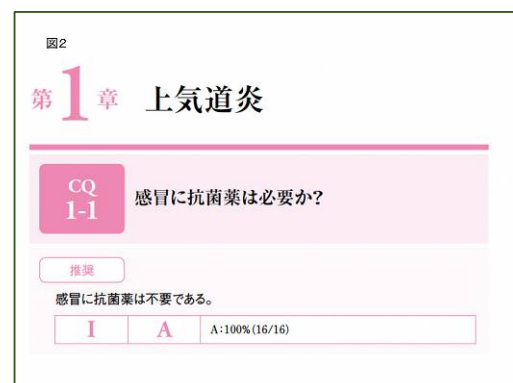 図2
第1章 上気道炎
CQ
1-1
感冒に抗菌薬は必要か?
推奨
感冒に抗菌薬は不要である。
I A A:100%(16/16)